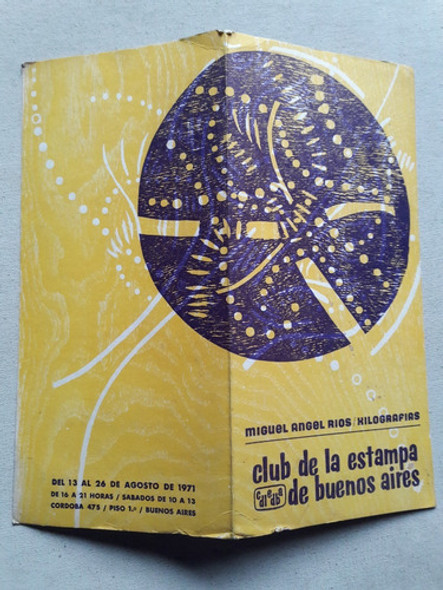 MIGUEL ANGEL RIOS / XILOGRAFIAS
club de la estampa
de buenos aires
DEL 13 AL 26 DE AGOSTO DE 1971
DE 16 A 21 HORAS / SABADOS DE 10 A 13
CORDOBA 475 / PISO 1.º / BUENOS AIRES